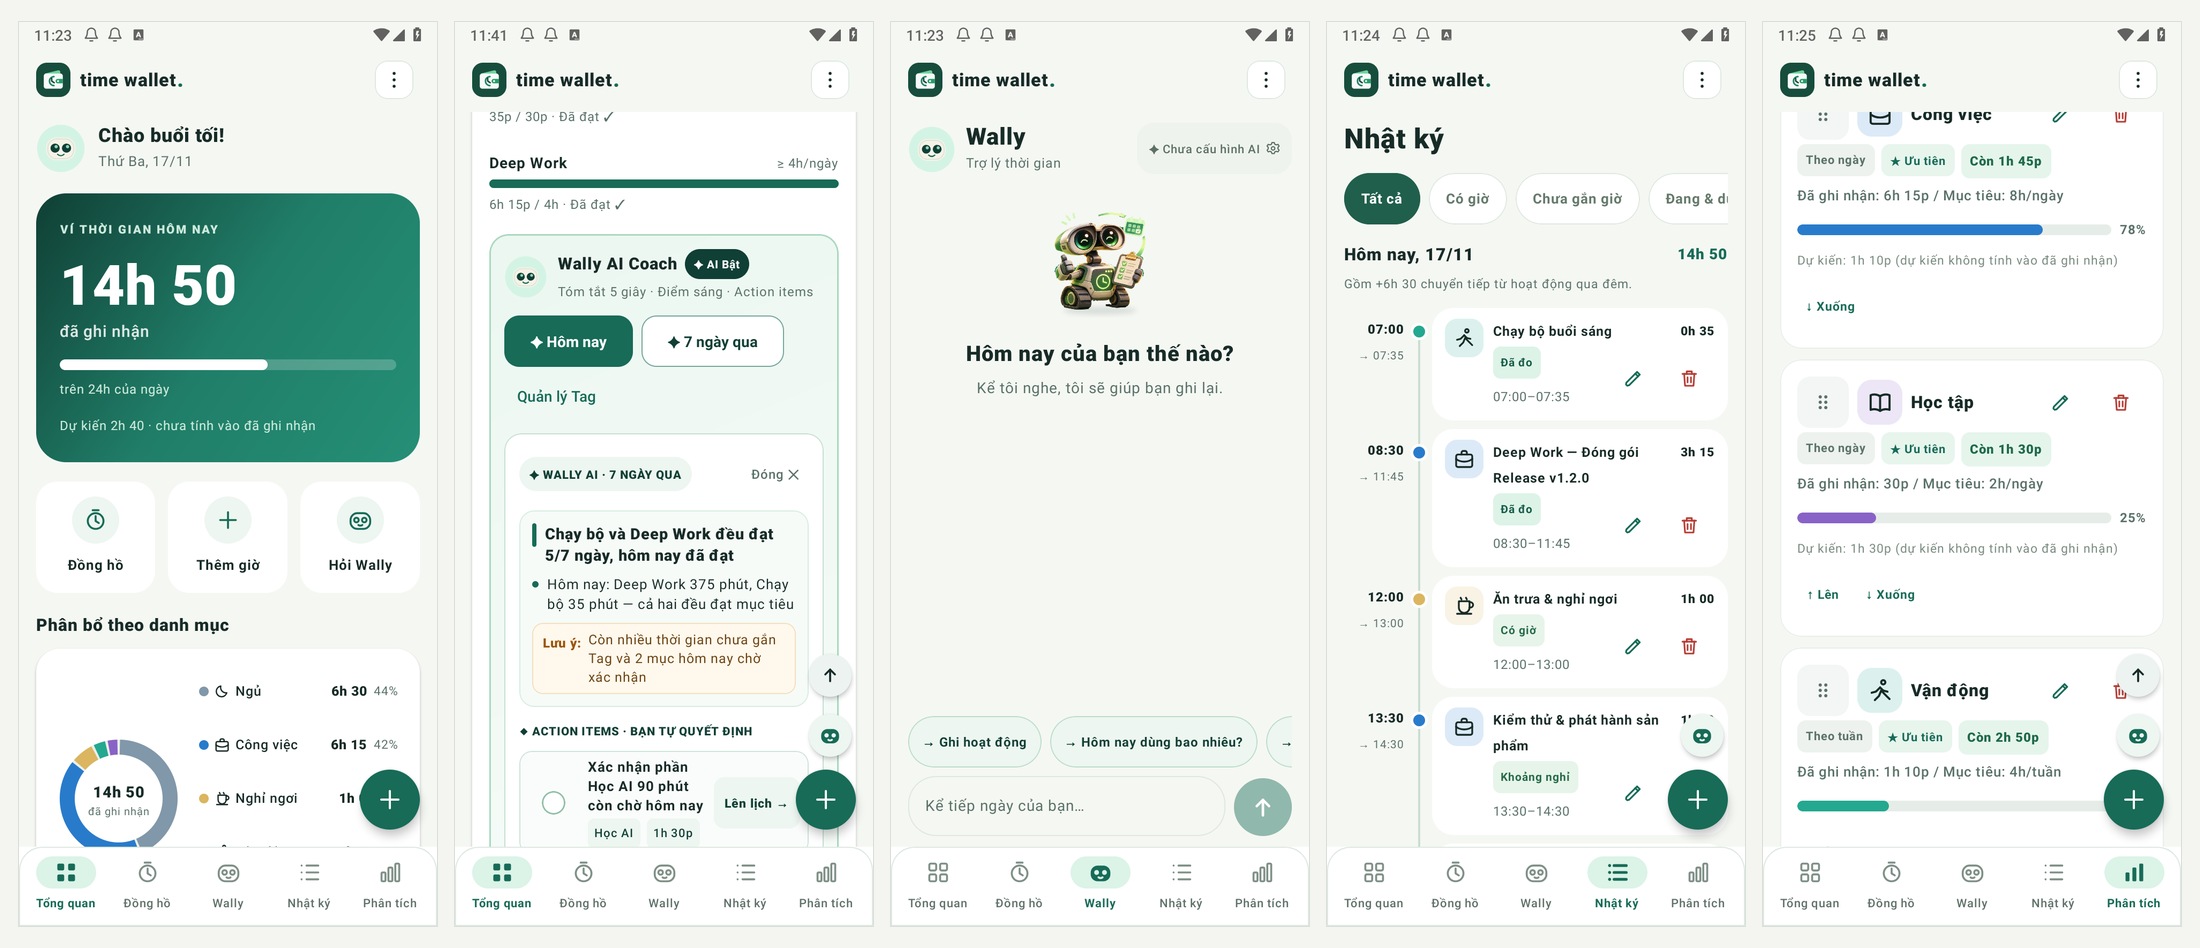 11:23
time wallet.
Chào buổi tối!
Thứ Ba, 17/11
VÍ THỜI GIAN HÔM NAY
14h 50
đã ghi nhận
trên 24h của ngày
Dự kiến 2h 40 · chưa tính vào đã ghi nhận
Đồng hồ
Thêm giờ
Hỏi Wally
Phân bổ theo danh mục
14h 50
đã ghi nhận
Ngủ 6h 30 44%
Công việc 6h 15 42%
Nghỉ ngơi 1h
Tổng quan
Đồng hồ
Wally
Nhật ký
Phân tích
11:41
time wallet.
35p / 30p · Đã đạt ✓
Deep Work ≥ 4h/ngày
6h 15p / 4h · Đã đạt ✓
Wally AI Coach ✦ AI Bật
Tóm tắt 5 giây · Điểm sáng · Action items
✦ Hôm nay
✦ 7 ngày qua
Quản lý Tag
✦ WALLY AI · 7 NGÀY QUA
Đóng ✕
Chạy bộ và Deep Work đều đạt
5/7 ngày, hôm nay đã đạt
Hôm nay: Deep Work 375 phút, Chạy
bộ 35 phút — cả hai đều đạt mục tiêu
Lưu ý: Còn nhiều thời gian chưa gắn
Tag và 2 mục hôm nay chờ
xác nhận
◆ ACTION ITEMS · BẠN TỰ QUYẾT ĐỊNH
Xác nhận phần
Học AI 90 phút
còn chờ hôm nay
Lên lịch →
Học AI
1h 30p
Tổng quan
Đồng hồ
Wally
Nhật ký
Phân tích
11:23
time wallet.
Wally
Trợ lý thời gian
✦ Chưa cấu hình AI
Hôm nay của bạn thế nào?
Kể tôi nghe, tôi sẽ giúp bạn ghi lại.
→ Ghi hoạt động
→ Hôm nay dùng bao nhiêu?
→
Kể tiếp ngày của bạn...
Tổng quan
Đồng hồ
Wally
Nhật ký
Phân tích
11:24
time wallet.
Nhật ký
Tất cả
Có giờ
Chưa gắn giờ
Đang & dự
Hôm nay, 17/11 14h 50
Gồm +6h 30 chuyển tiếp từ hoạt động qua đêm.
07:00
→ 07:35
Chạy bộ buổi sáng 0h 35
Đã đo
07:00–07:35
08:30
→ 11:45
Deep Work — Đóng gói 3h 15
Release v1.2.0
Đã đo
08:30–11:45
12:00
→ 13:00
Ăn trưa & nghỉ ngơi 1h 00
Có giờ
12:00–13:00
13:30
→ 14:30
Kiểm thử & phát hành sản
phẩm
Khoảng nghỉ
13:30–14:30
Tổng quan
Đồng hồ
Wally
Nhật ký
Phân tích
11:25
time wallet.
Công việc
Theo ngày
★ Ưu tiên
Còn 1h 45p
Đã ghi nhận: 6h 15p / Mục tiêu: 8h/ngày
78%
Dự kiến: 1h 10p (dự kiến không tính vào đã ghi nhận)
↓ Xuống
Học tập
Theo ngày
★ Ưu tiên
Còn 1h 30p
Đã ghi nhận: 30p / Mục tiêu: 2h/ngày
25%
Dự kiến: 1h 30p (dự kiến không tính vào đã ghi nhận)
↑ Lên
↓ Xuống
Vận động
Theo tuần
★ Ưu tiên
Còn 2h 50p
Đã ghi nhận: 1h 10p / Mục tiêu: 4h/tuần
Tổng quan
Đồng hồ
Wally
Nhật ký
Phân tích